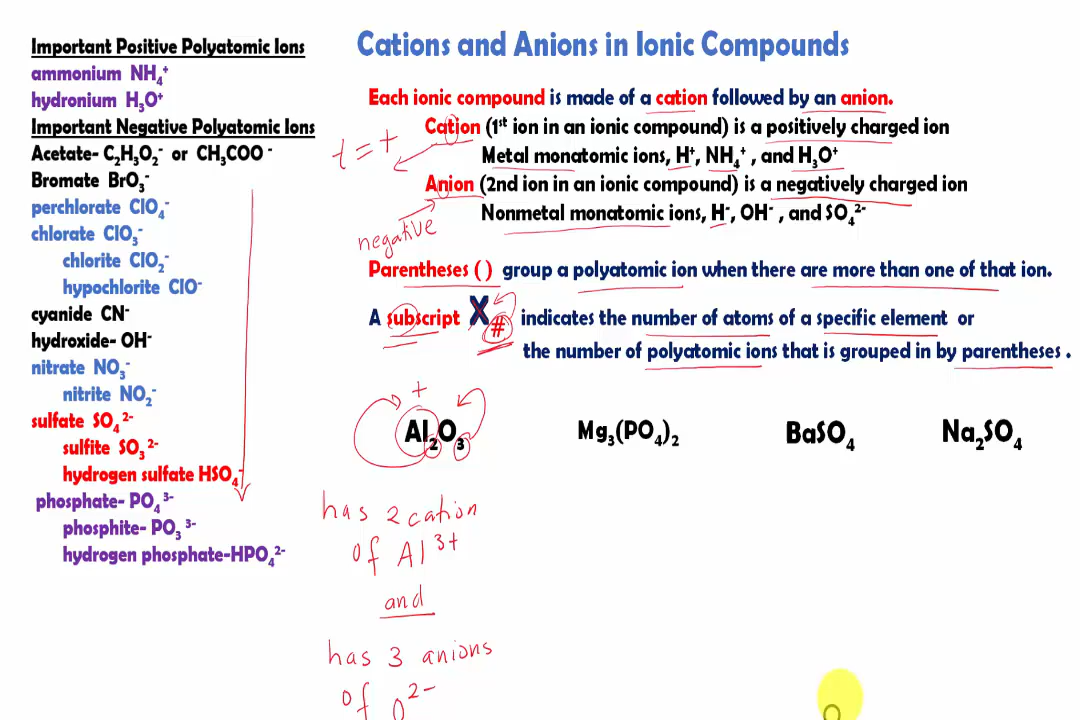 Important Positive Polyatomic Ions
ammonium NH₄⁺
hydronium H₃O⁺
Important Negative Polyatomic Ions
Acetate- C₂H₃O₂⁻ or CH₃COO⁻
Bromate BrO₃⁻
perchlorate ClO₄⁻
chlorate ClO₃⁻
chlorite ClO₂⁻
hypochlorite ClO⁻
cyanide CN⁻
hydroxide- OH⁻
nitrate NO₃⁻
nitrite NO₂⁻
sulfate SO₄²⁻
sulfite SO₃²⁻
hydrogen sulfate HSO₄⁻
phosphate- PO₄³⁻
phosphite- PO₃³⁻
hydrogen phosphate-HPO₄²⁻
Cations and Anions in Ionic Compounds
Each ionic compound is made of a cation followed by an anion.
t = +
Cation (1ˢᵗ ion in an ionic compound) is a positively charged ion
Metal monatomic ions, H⁺, NH₄⁺, and H₃O⁺
Anion (2nd ion in an ionic compound) is a negatively charged ion
Nonmetal monatomic ions, H⁻, OH⁻, and SO₄²⁻
negative
Parentheses () group a polyatomic ion when there are more than one of that ion.
A subscript X# indicates the number of atoms of a specific element or
the number of polyatomic ions that is grouped in by parentheses.
+
Al₂O₃ Mg₃(PO₄)₂ BaSO₄ Na₂SO₄
has 2 cation
of Al³⁺
and
has 3 anions
of O²⁻